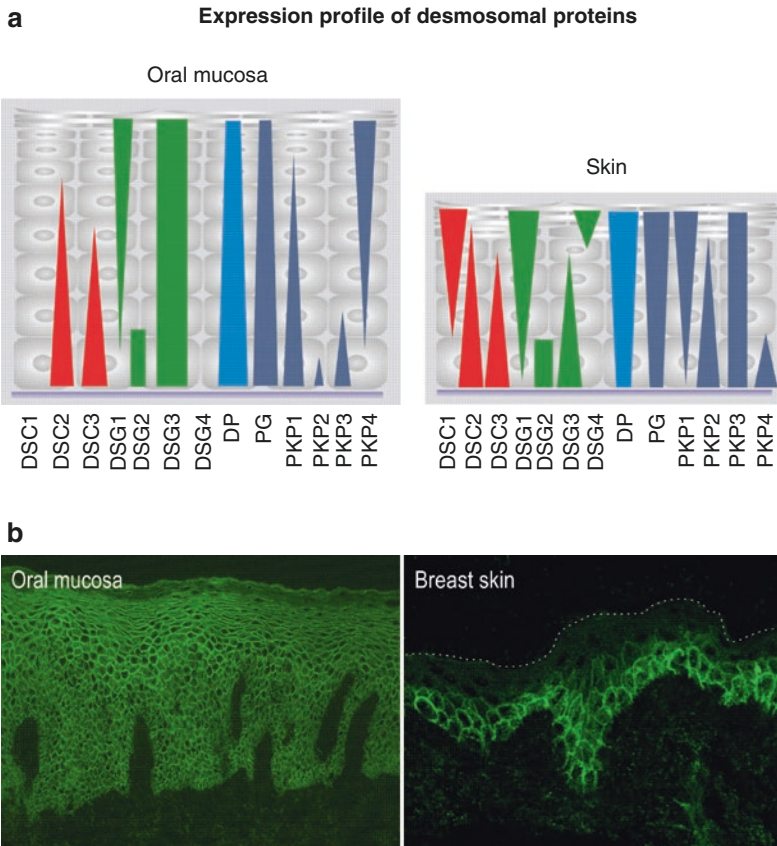 a
Expression profile of desmosomal proteins
Oral mucosa
Skin
DSC1
DSC2
DSC3
DSG1
DSG2
DSG3
DSG4
DP
PG
PKP1
PKP2
PKP3
PKP4
DSC1
DSC2
DSC3
DSG1
DSG2
DSG3
DSG4
DP
PG
PKP1
PKP2
PKP3
PKP4
b
Oral mucosa
Breast skin